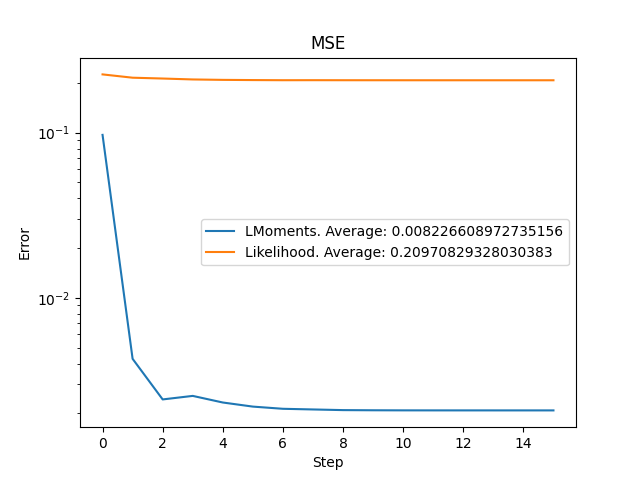 MSE
Error
10⁻¹
10⁻²
LMoments. Average: 0.008226608972735156
Likelihood. Average: 0.20970829328030383
0 2 4 6 8 10 12 14
Step